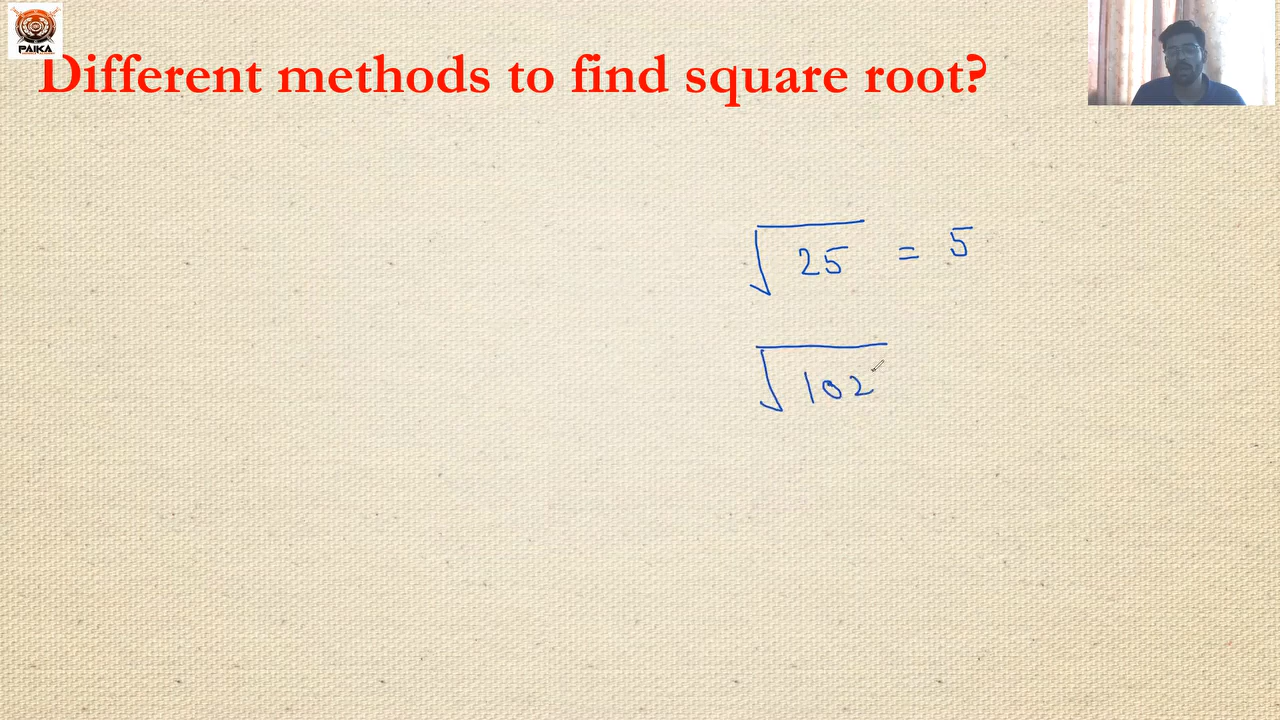 PAIKA
Different methods to find square root?
√25 = 5
√102